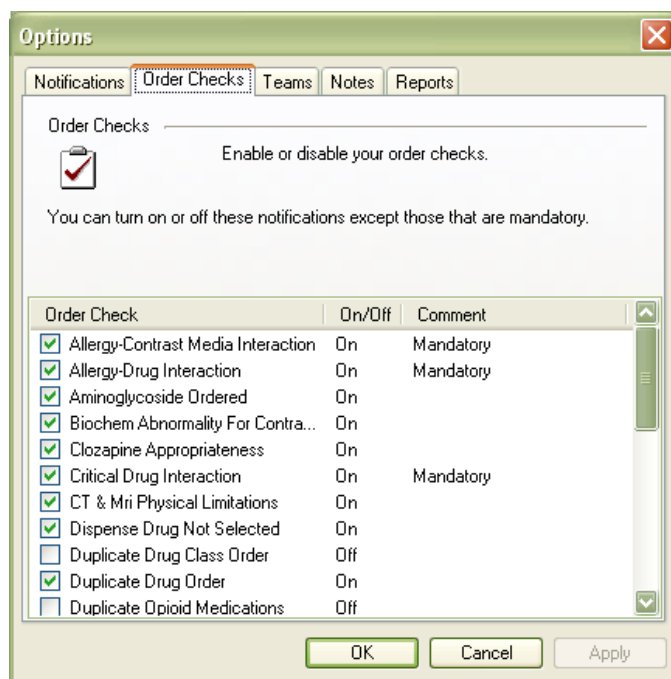 Options
Notifications Order Checks Teams Notes Reports
Order Checks
Enable or disable your order checks.
You can turn on or off these notifications except those that are mandatory.
Order Check On/Off Comment
Allergy-Contrast Media Interaction On Mandatory
Allergy-Drug Interaction On Mandatory
Aminoglycoside Ordered On
Biochem Abnormality For Contra... On
Clozapine Appropriateness On
Critical Drug Interaction On Mandatory
CT & Mri Physical Limitations On
Dispense Drug Not Selected On
Duplicate Drug Class Order Off
Duplicate Drug Order On
Duplicate Opioid Medications Off
OK Cancel Apply